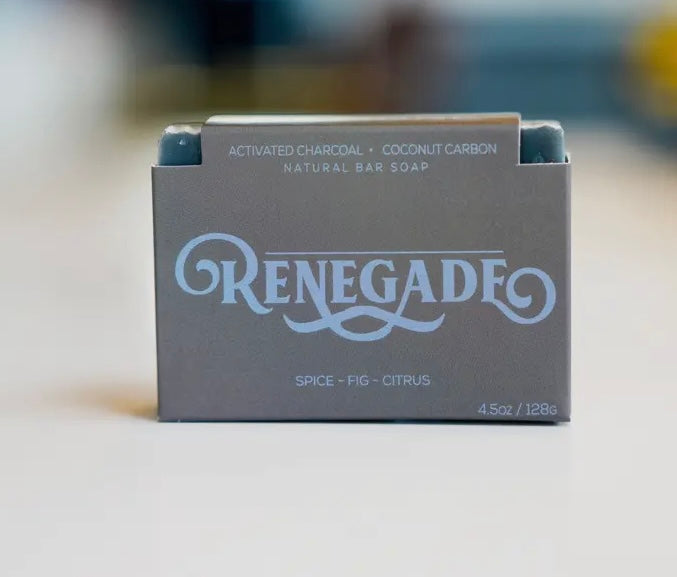 ACTIVATED CHARCOAL • COCONUT CARBON
NATURAL BAR SOAP
RENEGADE
SPICE - FIG - CITRUS
4.5OZ / 128G